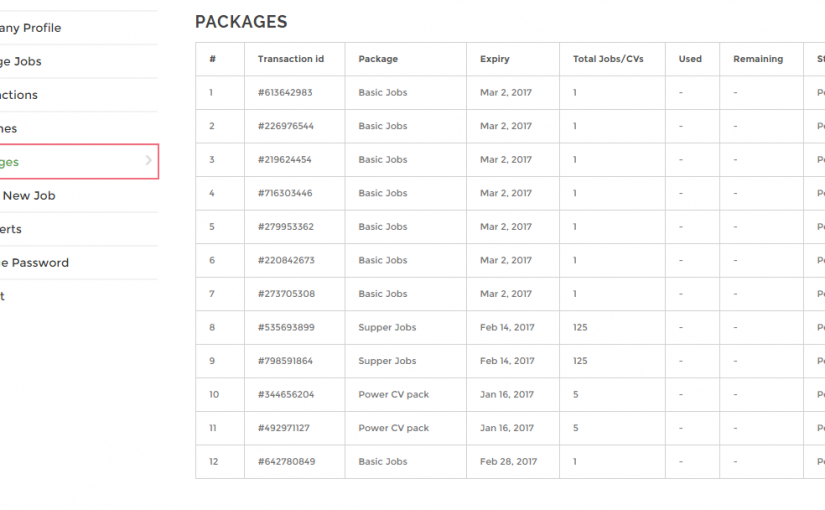 PACKAGES
any Profile
# Transaction id Package Expiry Total Jobs/CVs Used Remaining
ge Jobs
1 #613642983 Basic Jobs Mar 2, 2017 1 - -
ctions
2 #226976544 Basic Jobs Mar 2, 2017 1 - -
nes
3 #219624454 Basic Jobs Mar 2, 2017 1 - -
ges
4 #716303446 Basic Jobs Mar 2, 2017 1 - -
New Job
5 #279953362 Basic Jobs Mar 2, 2017 1 - -
erts
6 #220842673 Basic Jobs Mar 2, 2017 1 - -
e Password
7 #273705308 Basic Jobs Mar 2, 2017 1 - -
t
8 #535693899 Supper Jobs Feb 14, 2017 125 - -
9 #798591864 Supper Jobs Feb 14, 2017 125 - -
10 #344656204 Power CV pack Jan 16, 2017 5 - -
11 #492971127 Power CV pack Jan 16, 2017 5 - -
12 #642780849 Basic Jobs Feb 28, 2017 1 - -